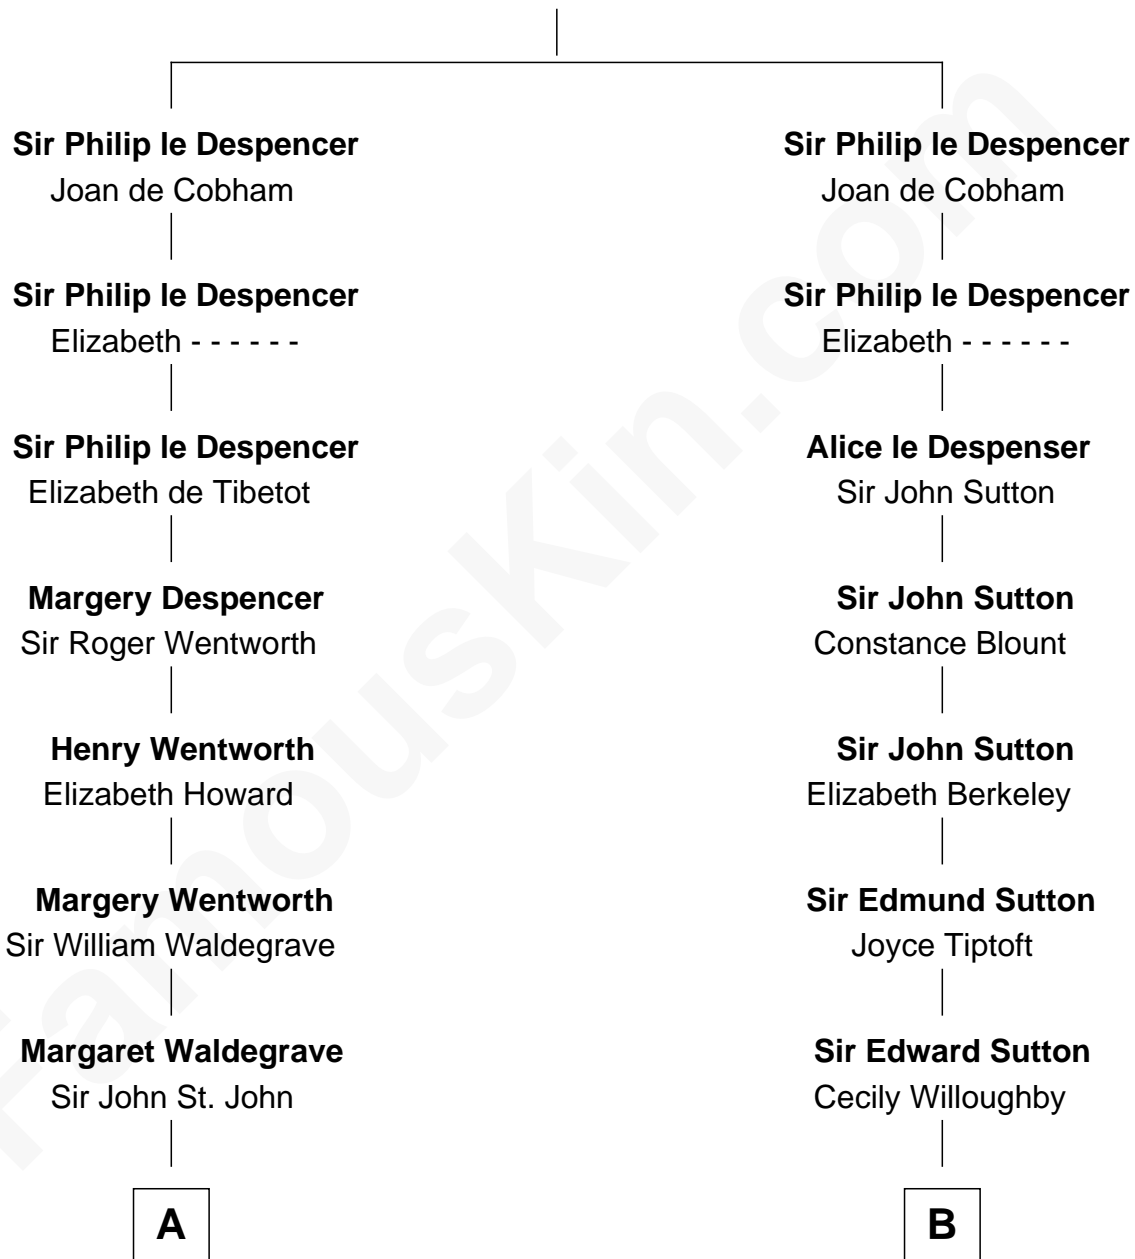 Sir Philip le Despencer
Joan de Cobham
Sir Philip le Despencer
Elizabeth - - - - - -
Sir Philip le Despencer
Elizabeth de Tibetot
Margery Despencer
Sir Roger Wentworth
Henry Wentworth
Elizabeth Howard
Margery Wentworth
Sir William Waldegrave
Margaret Waldegrave
Sir John St. John
A
Sir Philip le Despencer
Joan de Cobham
Sir Philip le Despencer
Elizabeth - - - - - -
Alice le Despenser
Sir John Sutton
Sir John Sutton
Constance Blount
Sir John Sutton
Elizabeth Berkeley
Sir Edmund Sutton
Joyce Tiptoft
Sir Edward Sutton
Cecily Willoughby
B
FamousKin.com